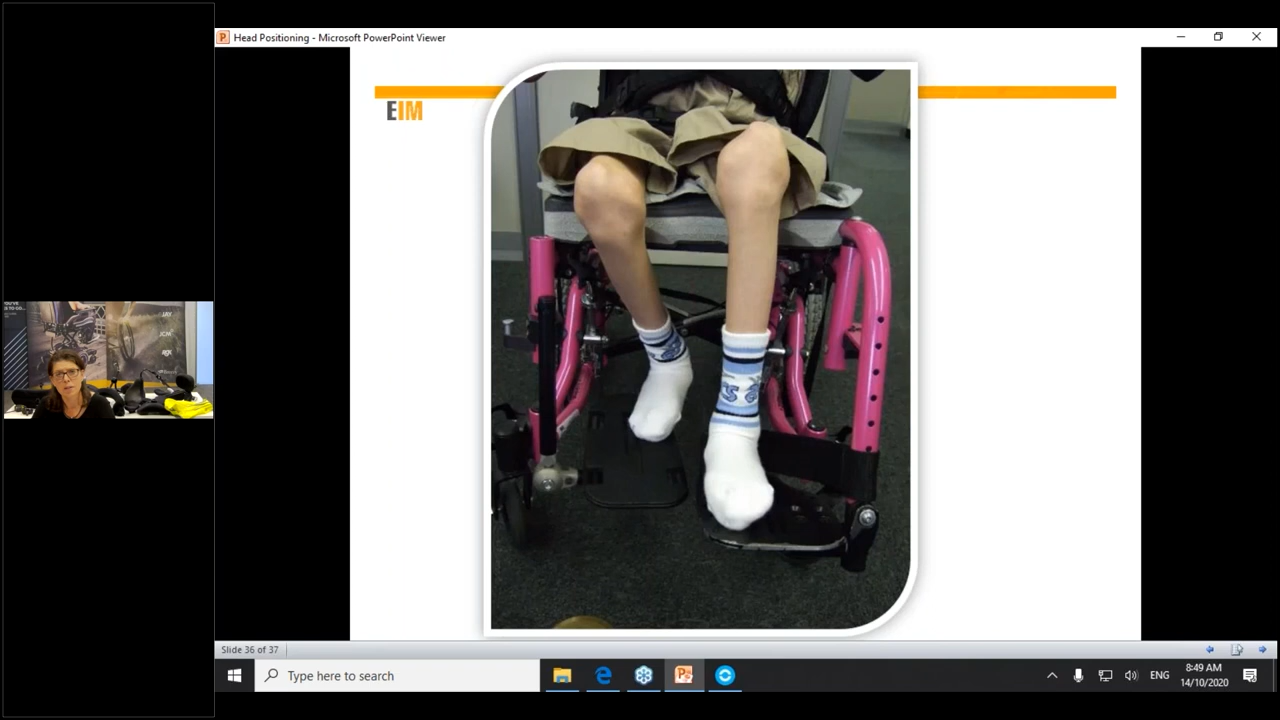 Head Positioning - Microsoft PowerPoint Viewer
EIM
JAY
Slide 36 of 37
Type here to search
ENG
8:49 AM
14/10/2020